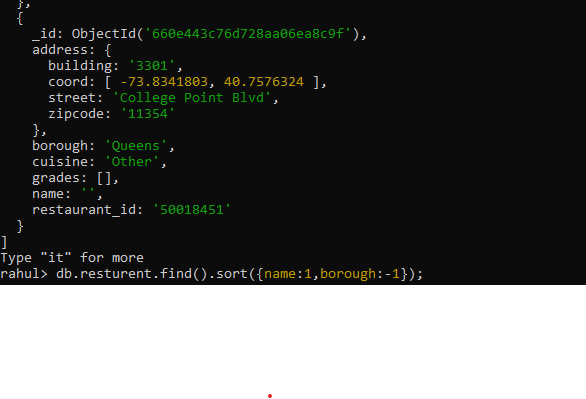 },
{
_id: ObjectId('660e443c76d728aa06ea8c9f'),
address: {
building: '3301',
coord: [ -73.8341803, 40.7576324 ],
street: 'College Point Blvd',
zipcode: '11354'
},
borough: 'Queens',
cuisine: 'Other',
grades: [],
name: '',
restaurant_id: '50018451'
}
]
Type "it" for more
rahul> db.resturent.find().sort({name:1,borough:-1});